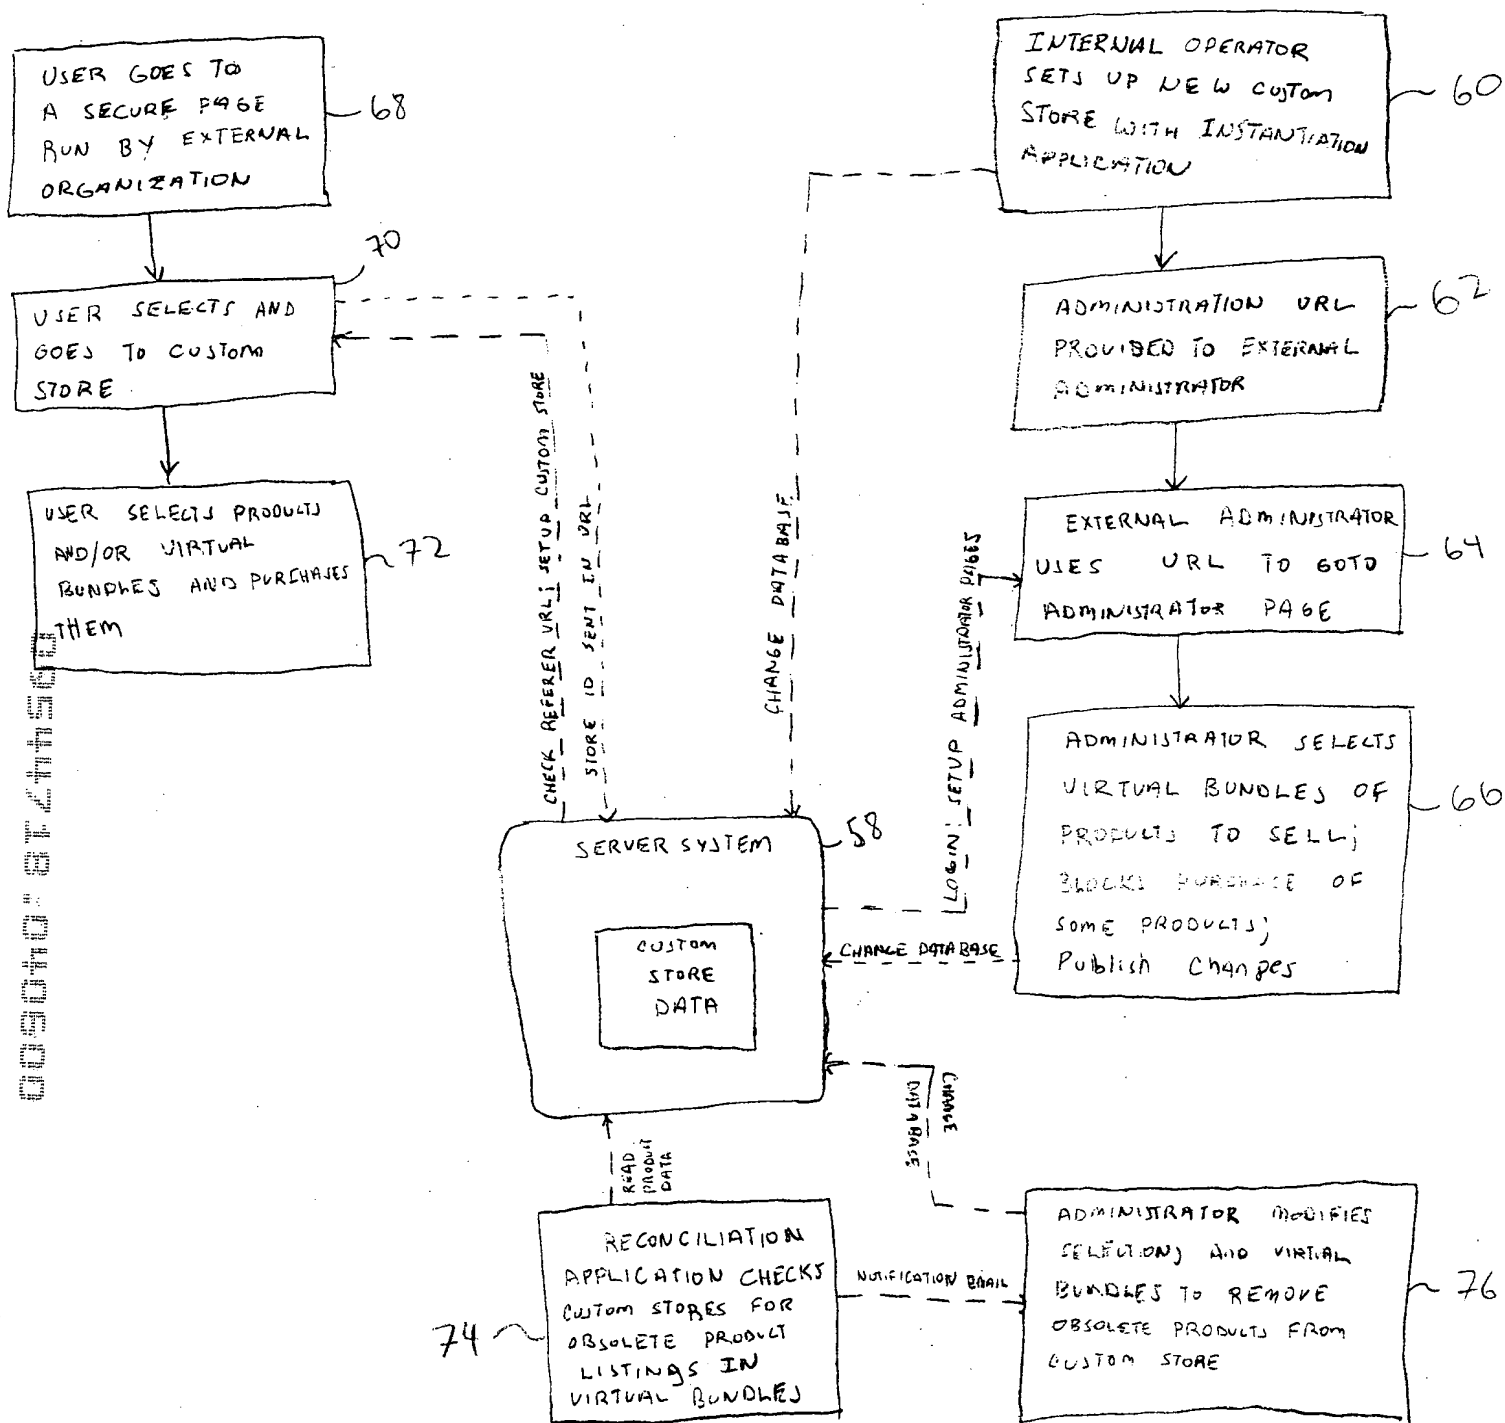 USER GOES TO
A SECURE PAGE
RUN BY EXTERNAL
ORGANIZATION
68
70
USER SELECTS AND
GOES TO CUSTOM
STORE
USER SELECTS PRODUCTS
AND/OR VIRTUAL
BUNDLES AND PURCHASES
THEM
72
INTERNAL OPERATOR
SETS UP NEW CUSTOM
STORE WITH INSTANTIATION
APPLICATION
60
ADMINISTRATION URL
PROVIDED TO EXTERNAL
ADMINISTRATOR
62
EXTERNAL ADMINISTRATOR
USES URL TO GOTO
ADMINISTRATOR PAGE
64
ADMINISTRATOR SELECTS
VIRTUAL BUNDLES OF
PRODUCTS TO SELL;
BLOCKS PURCHASE OF
SOME PRODUCTS;
Publish Changes
66
CHECK REFERER URL; SETUP CUSTOM STORE
STORE ID SENT IN URL
CHANGE DATABASE
LOGIN; SETUP ADMINISTRATOR PAGES
SERVER SYSTEM
58
CUSTOM
STORE
DATA
CHANGE DATABASE
CHANGE
DATABASE
READ
PRODUCT
DATA
RECONCILIATION
APPLICATION CHECKS
CUSTOM STORES FOR
OBSOLETE PRODUCT
LISTINGS IN
VIRTUAL BUNDLES
74
NOTIFICATION EMAIL
ADMINISTRATOR MODIFIES
SELECTIONS AND VIRTUAL
BUNDLES TO REMOVE
OBSOLETE PRODUCTS FROM
CUSTOM STORE
76
09544718.040600